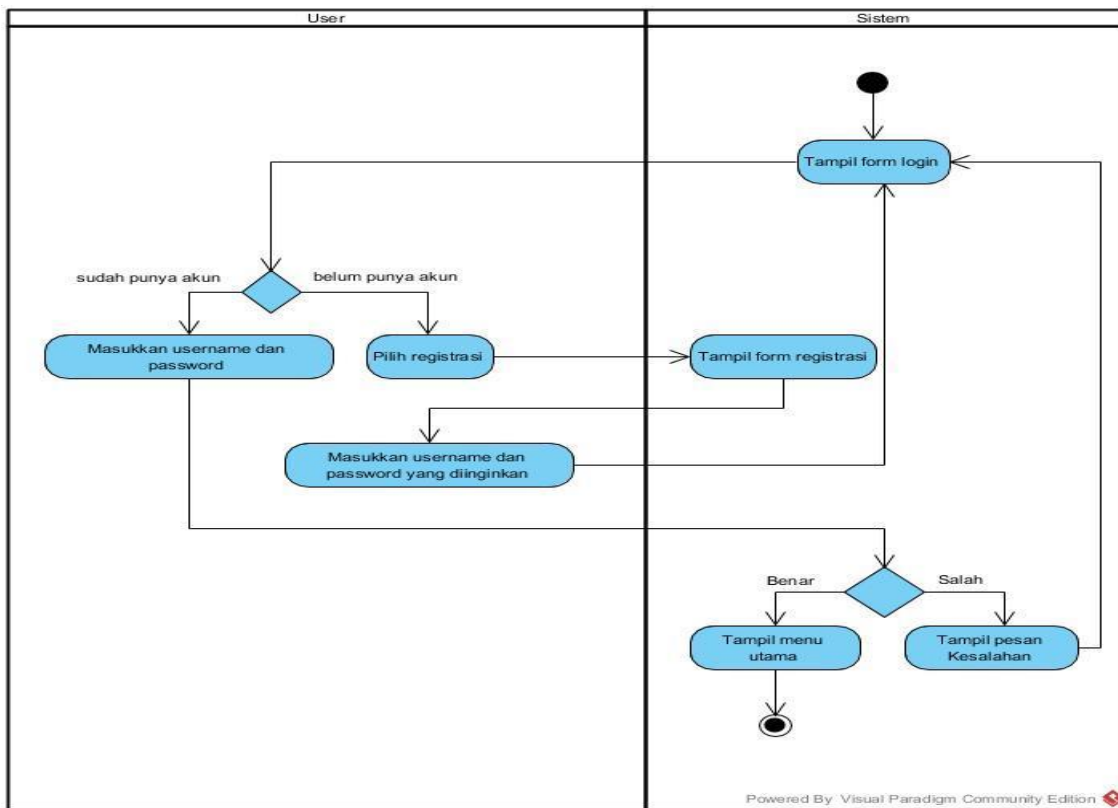 User
Sistem
Tampil form login
sudah punya akun
belum punya akun
Masukkan username dan
password
Pilih registrasi
Tampil form registrasi
Masukkan username dan
password yang diinginkan
Benar
Salah
Tampil menu
utama
Tampil pesan
Kesalahan
Powered By Visual Paradigm Community Edition